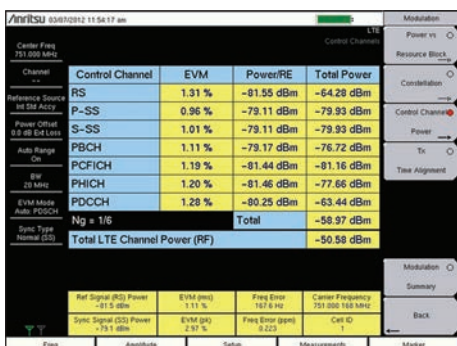 Anritsu 03/07/2012 11:54:17 am
Modulation
LTE
Control Channels
Center Freq
751.000 MHz
Channel
--
Reference Source
Int Std Accy
Power Offset
0.0 dB Ext Loss
Auto Range
On
BW
20 MHz
EVM Mode
Auto: PDSCH
Sync Type
Normal (SS)
Control Channel EVM Power/RE Total Power
RS 1.31 % -81.55 dBm -64.28 dBm
P-SS 0.96 % -79.11 dBm -79.93 dBm
S-SS 1.01 % -79.11 dBm -79.93 dBm
PBCH 1.11 % -79.17 dBm -76.72 dBm
PCFICH 1.19 % -81.44 dBm -81.16 dBm
PHICH 1.20 % -81.46 dBm -77.66 dBm
PDCCH 1.28 % -80.25 dBm -63.44 dBm
Ng = 1/6 Total -58.97 dBm
Total LTE Channel Power (RF) -50.58 dBm
Ref Signal (RS) Power EVM (rms) Freq Error Carrier Frequency
-81.5 dBm 1.11 % 167.6 Hz 751.000 168 MHz
Sync Signal (SS) Power EVM (pk) Freq Error (ppm) Cell ID
-79.1 dBm 2.97 % 0.223 1
Power vs
Resource Block
Constellation
Control Channel
Power
Tx
Time Alignment
Modulation
Summary
Back
Freq Amplitude Setup Measurements Marker